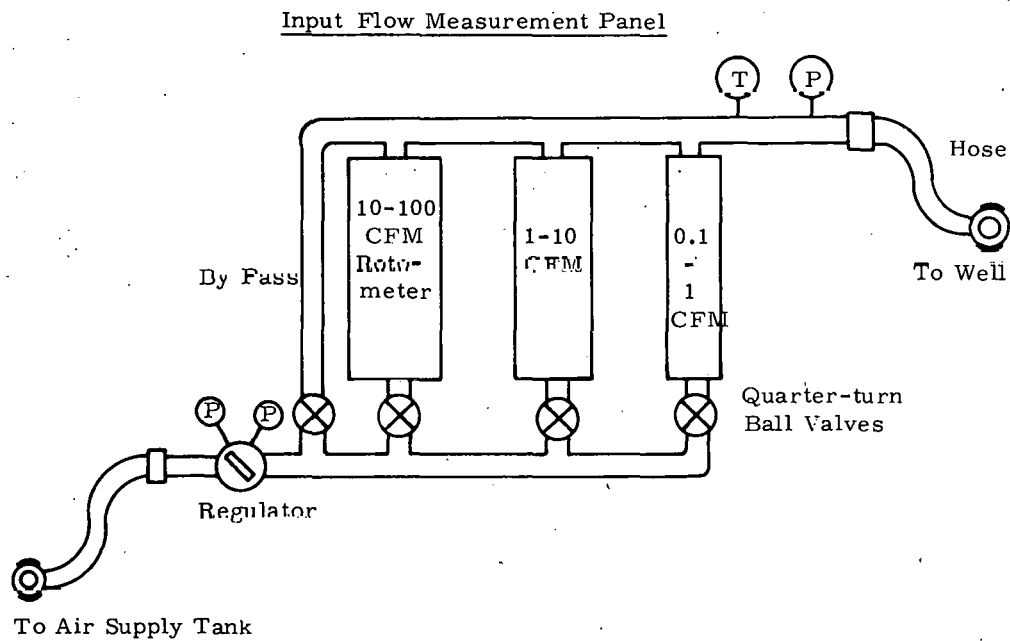 Input Flow Measurement Panel
T
P
Hose
10-100
CFM
Roto-
meter
1-10
CFM
0.1
-
1
CFM
By Fass
To Well
P
P
Quarter-turn
Ball Valves
Regulator
To Air Supply Tank